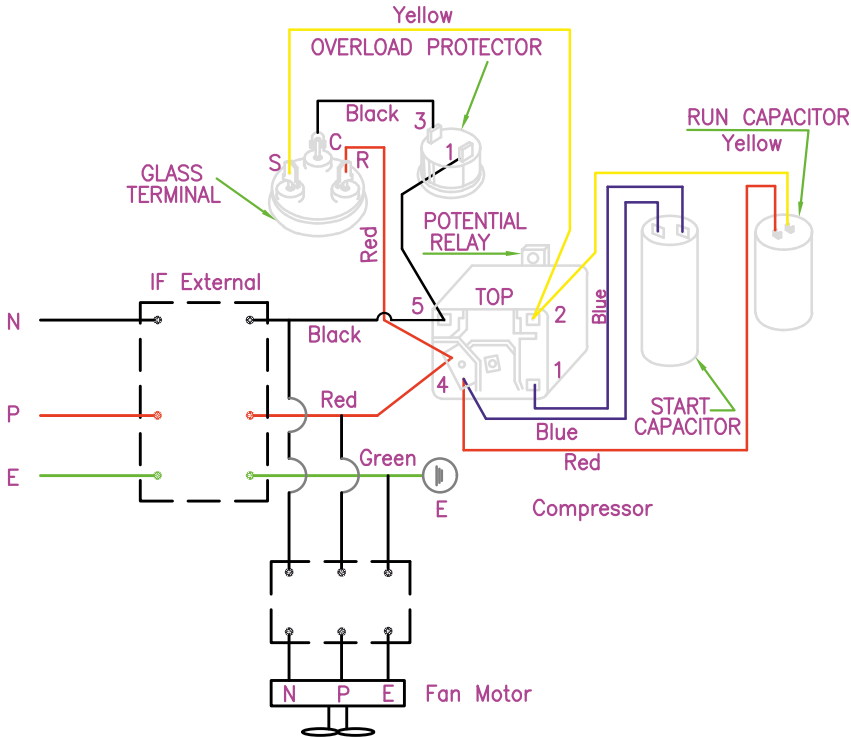 Yellow
OVERLOAD PROTECTOR
Black
3
RUN CAPACITOR
Yellow
C
S
R
1
GLASS
TERMINAL
POTENTIAL
RELAY
Red
IF External
5
TOP
2
Blue
N
Black
1
4
Red
P
START
CAPACITOR
Blue
Green
Red
E
E
Compressor
N P E
Fan Motor